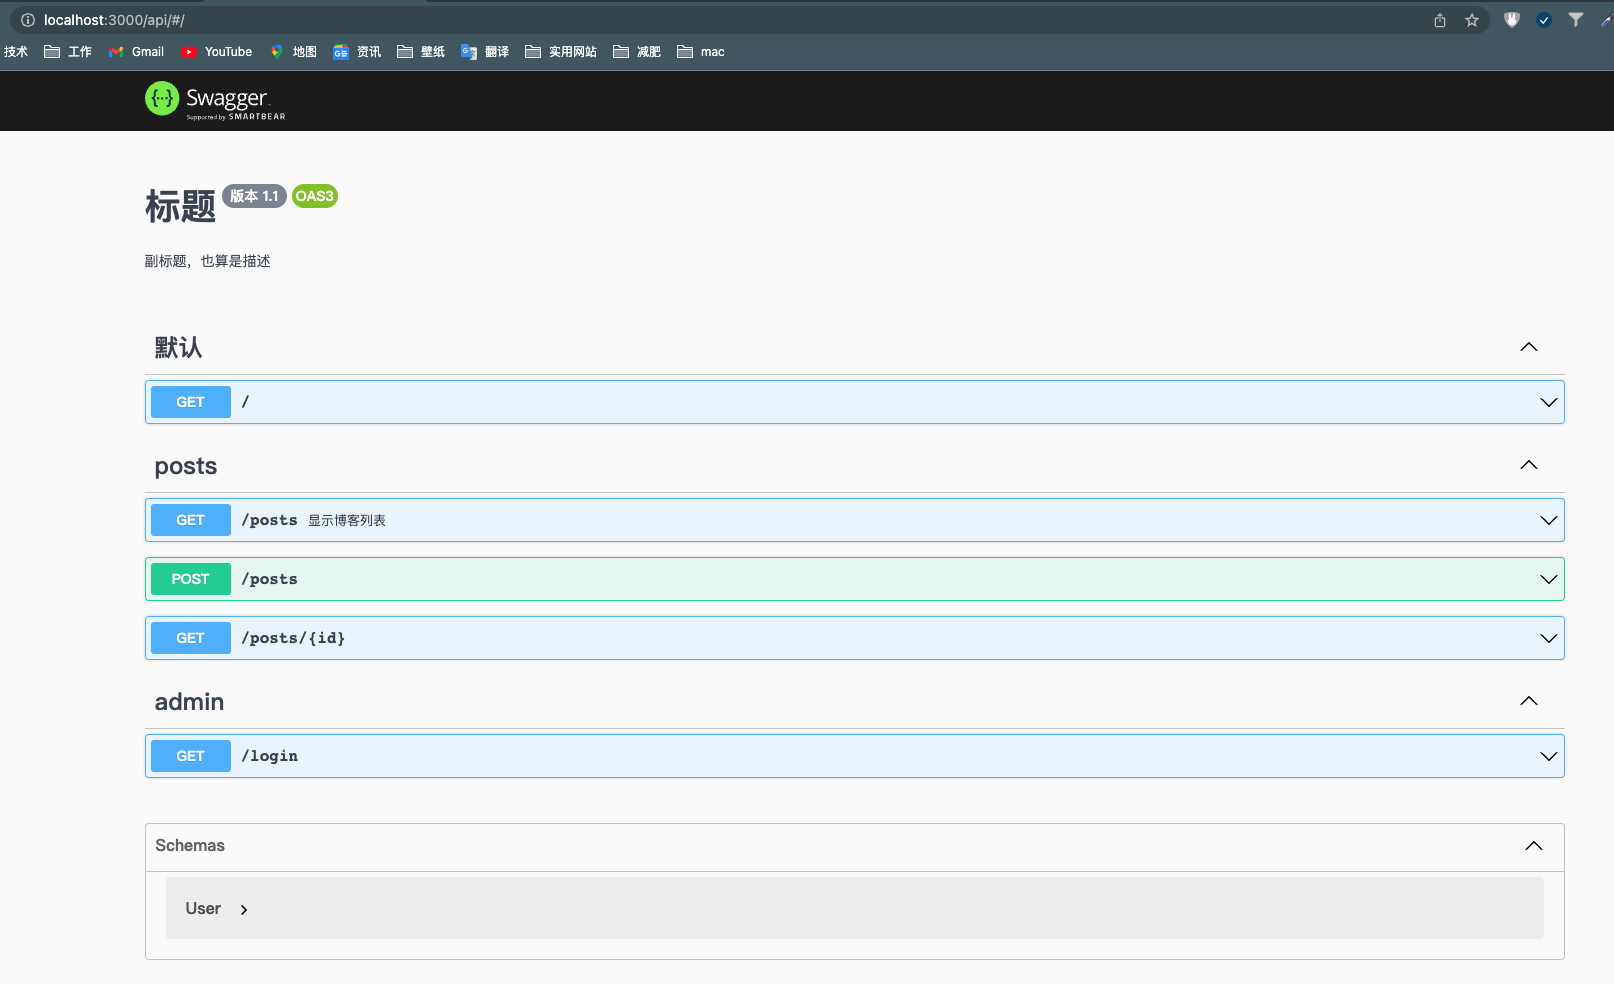 localhost:3000/api/#/
技术 工作 Gmail YouTube 地图 资讯 壁纸 翻译 实用网站 减肥 mac
Swagger
Supported by SMARTBEAR
标题 版本 1.1 OAS3
副标题，也算是描述
默认
GET /
posts
GET /posts 显示博客列表
POST /posts
GET /posts/{id}
admin
GET /login
Schemas
User